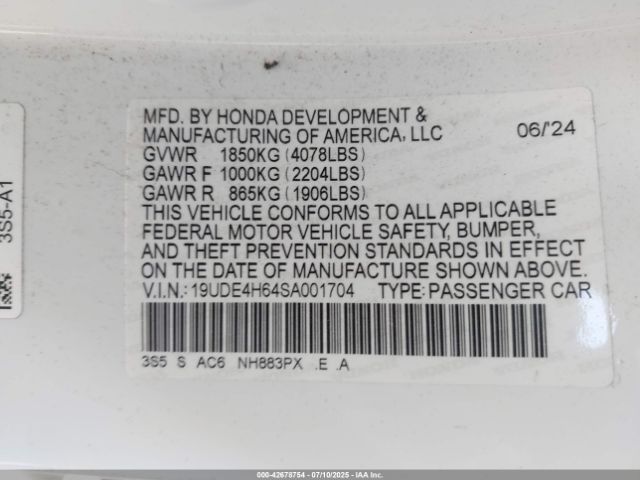 3S5-A1
MFD. BY HONDA DEVELOPMENT &
MANUFACTURING OF AMERICA, LLC 06/'24
GVWR 1850KG (4078LBS)
GAWR F 1000KG (2204LBS)
GAWR R 865KG (1906LBS)
THIS VEHICLE CONFORMS TO ALL APPLICABLE
FEDERAL MOTOR VEHICLE SAFETY, BUMPER,
AND THEFT PREVENTION STANDARDS IN EFFECT
ON THE DATE OF MANUFACTURE SHOWN ABOVE.
V.I.N.: 19UDE4H64SA001704 TYPE: PASSENGER CAR
3S5 S AC6 NH883PX .E .A
000-42678754 - 07/10/2025 - IAA Inc.